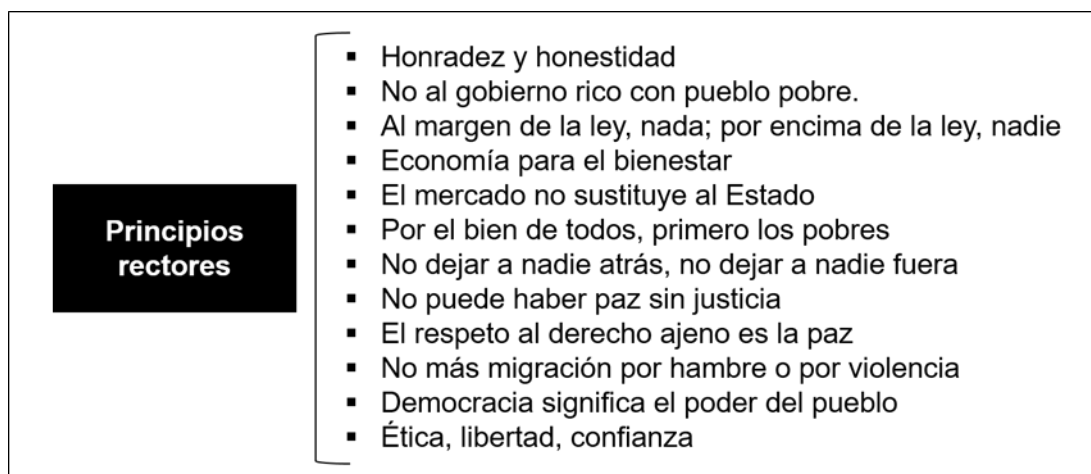 Principios
rectores
▪ Honradez y honestidad
▪ No al gobierno rico con pueblo pobre.
▪ Al margen de la ley, nada; por encima de la ley, nadie
▪ Economía para el bienestar
▪ El mercado no sustituye al Estado
▪ Por el bien de todos, primero los pobres
▪ No dejar a nadie atrás, no dejar a nadie fuera
▪ No puede haber paz sin justicia
▪ El respeto al derecho ajeno es la paz
▪ No más migración por hambre o por violencia
▪ Democracia significa el poder del pueblo
▪ Ética, libertad, confianza